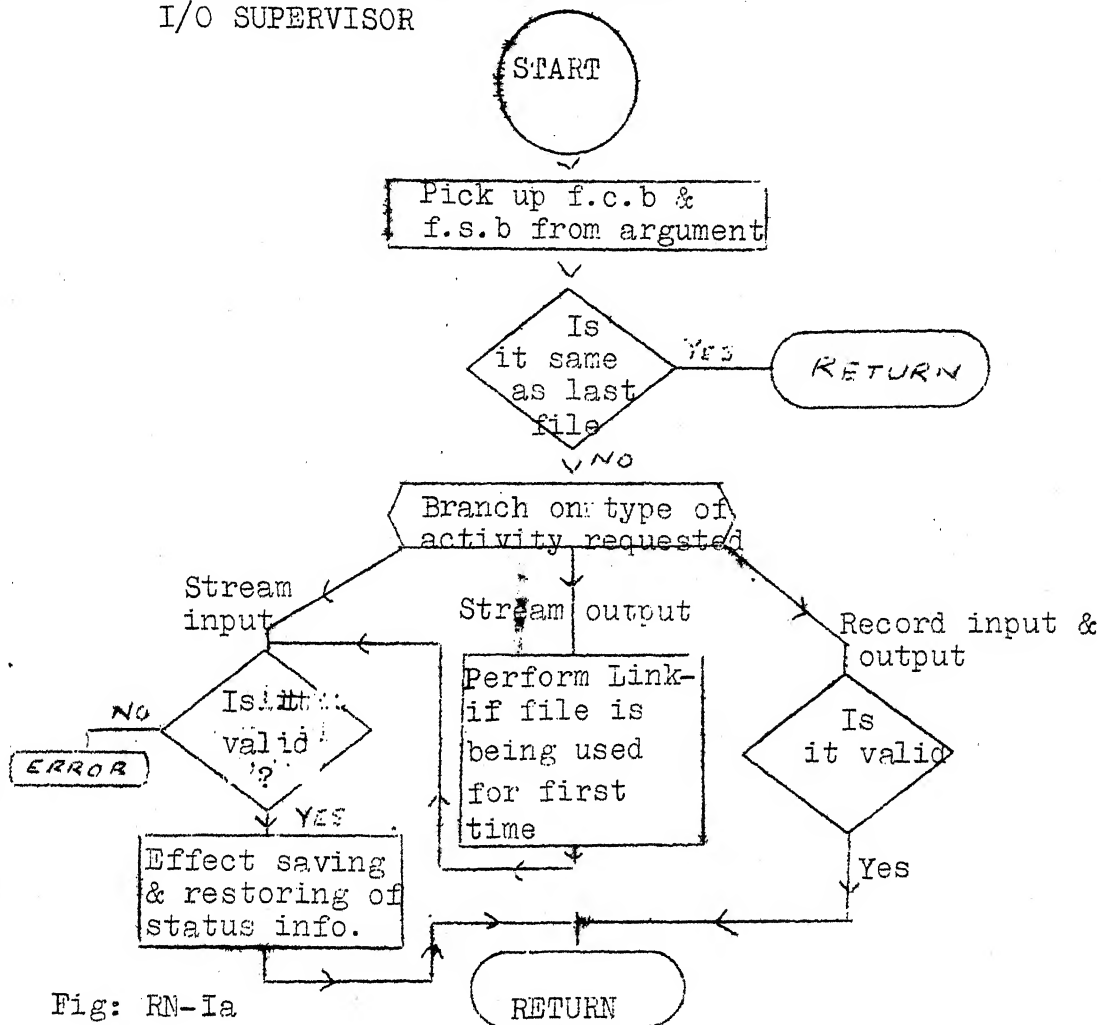 I/O SUPERVISOR
START
Pick up f.c.b &
f.s.b from argument
Is
it same
as last
file
YES
RETURN
NO
Branch on type of
activity requested
Stream
input
Stream output
Record input &
output
Is it
valid
?
NO
ERROR
YES
Perform Link-
if file is
being used
for first
time
Is
it valid
Yes
Effect saving
& restoring of
status info.
RETURN
Fig: RN-Ia